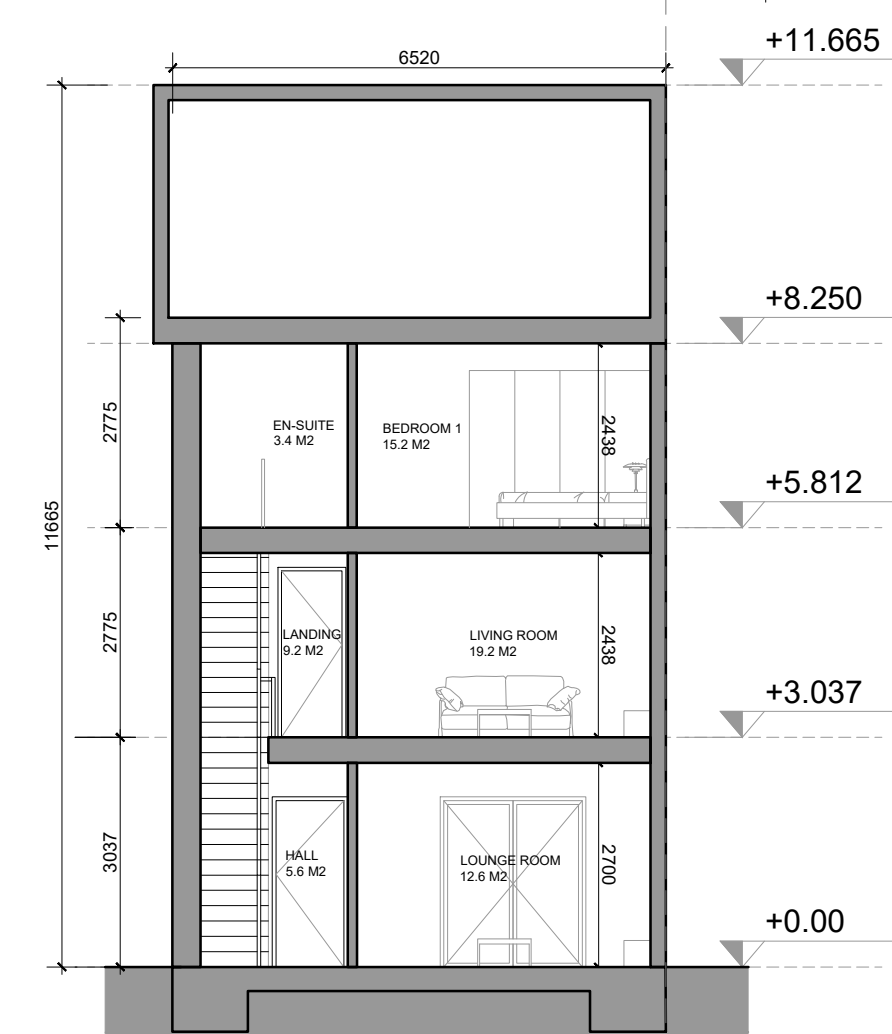 +11.665
6520
+8.250
2775
EN-SUITE
3.4 M2
BEDROOM 1
15.2 M2
2438
+5.812
11665
2775
LANDING
9.2 M2
LIVING ROOM
19.2 M2
2438
+3.037
3037
HALL
5.6 M2
LOUNGE ROOM
12.6 M2
2700
+0.00